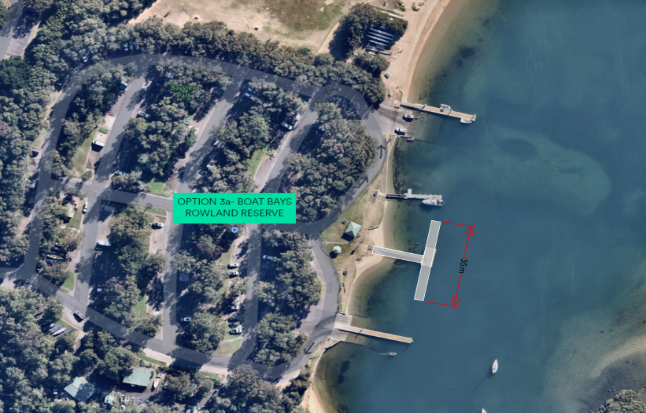 OPTION 3a- BOAT BAYS
ROWLAND RESERVE
35m